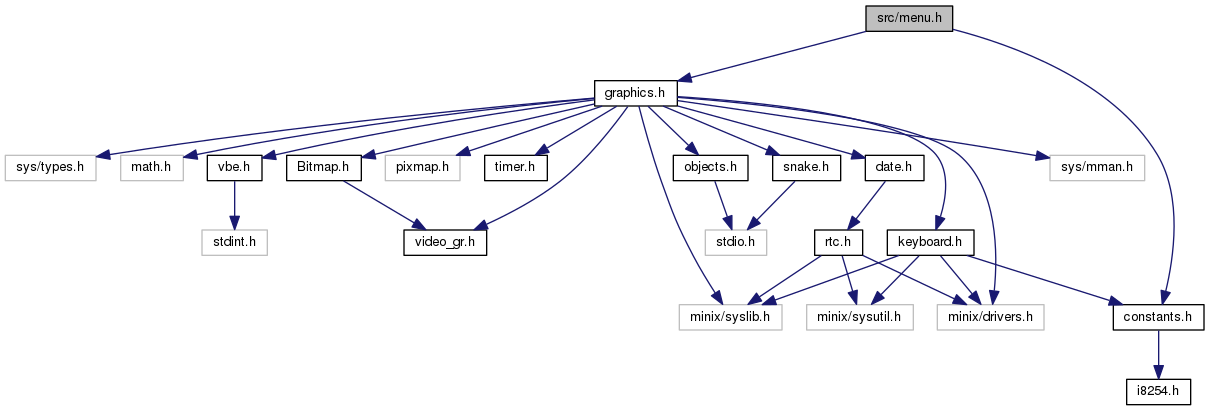 src/menu.h
graphics.h
sys/types.h
math.h
vbe.h
Bitmap.h
pixmap.h
timer.h
objects.h
snake.h
date.h
sys/mman.h
stdint.h
video_gr.h
stdio.h
rtc.h
keyboard.h
minix/syslib.h
minix/sysutil.h
minix/drivers.h
constants.h
i8254.h